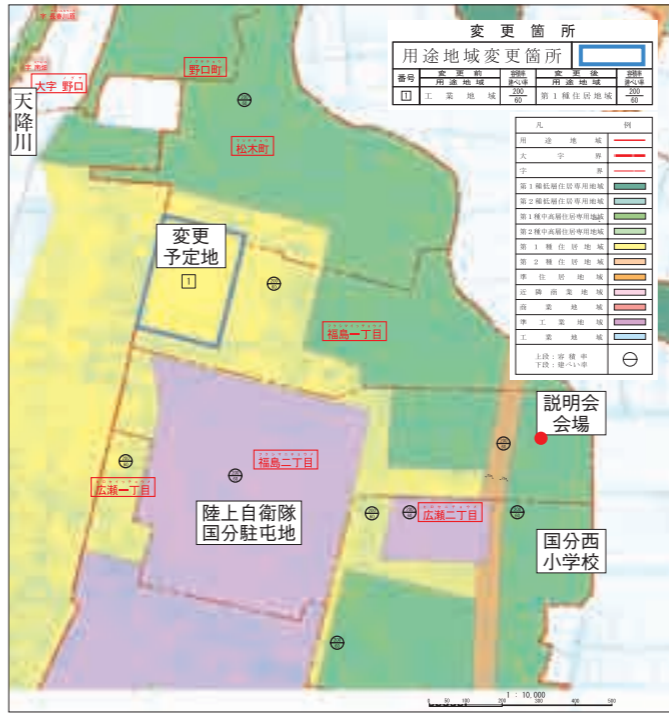 変更箇所
用途地域変更箇所
番号 変更前 用途地域 容積率 建ぺい率 変更後 用途地域 容積率 建ぺい率
1 工業地域 200/60 第1種住居地域 200/60
凡例
用途地域
大字界
字界
第1種低層住居専用地域
第2種低層住居専用地域
第1種中高層住居専用地域
第2種中高層住居専用地域
第1種住居地域
第2種住居地域
準住居地域
近隣商業地域
商業地域
準工業地域
工業地域
上段：容積率
下段：建ぺい率
大字 野口
野口町
天降川
松木町
変更
予定地
1
福島一丁目
説明会
会場
福島二丁目
広瀬一丁目
陸上自衛隊
国分駐屯地
広瀬二丁目
国分西
小学校
1：10,000
0 100 200 300 400 500